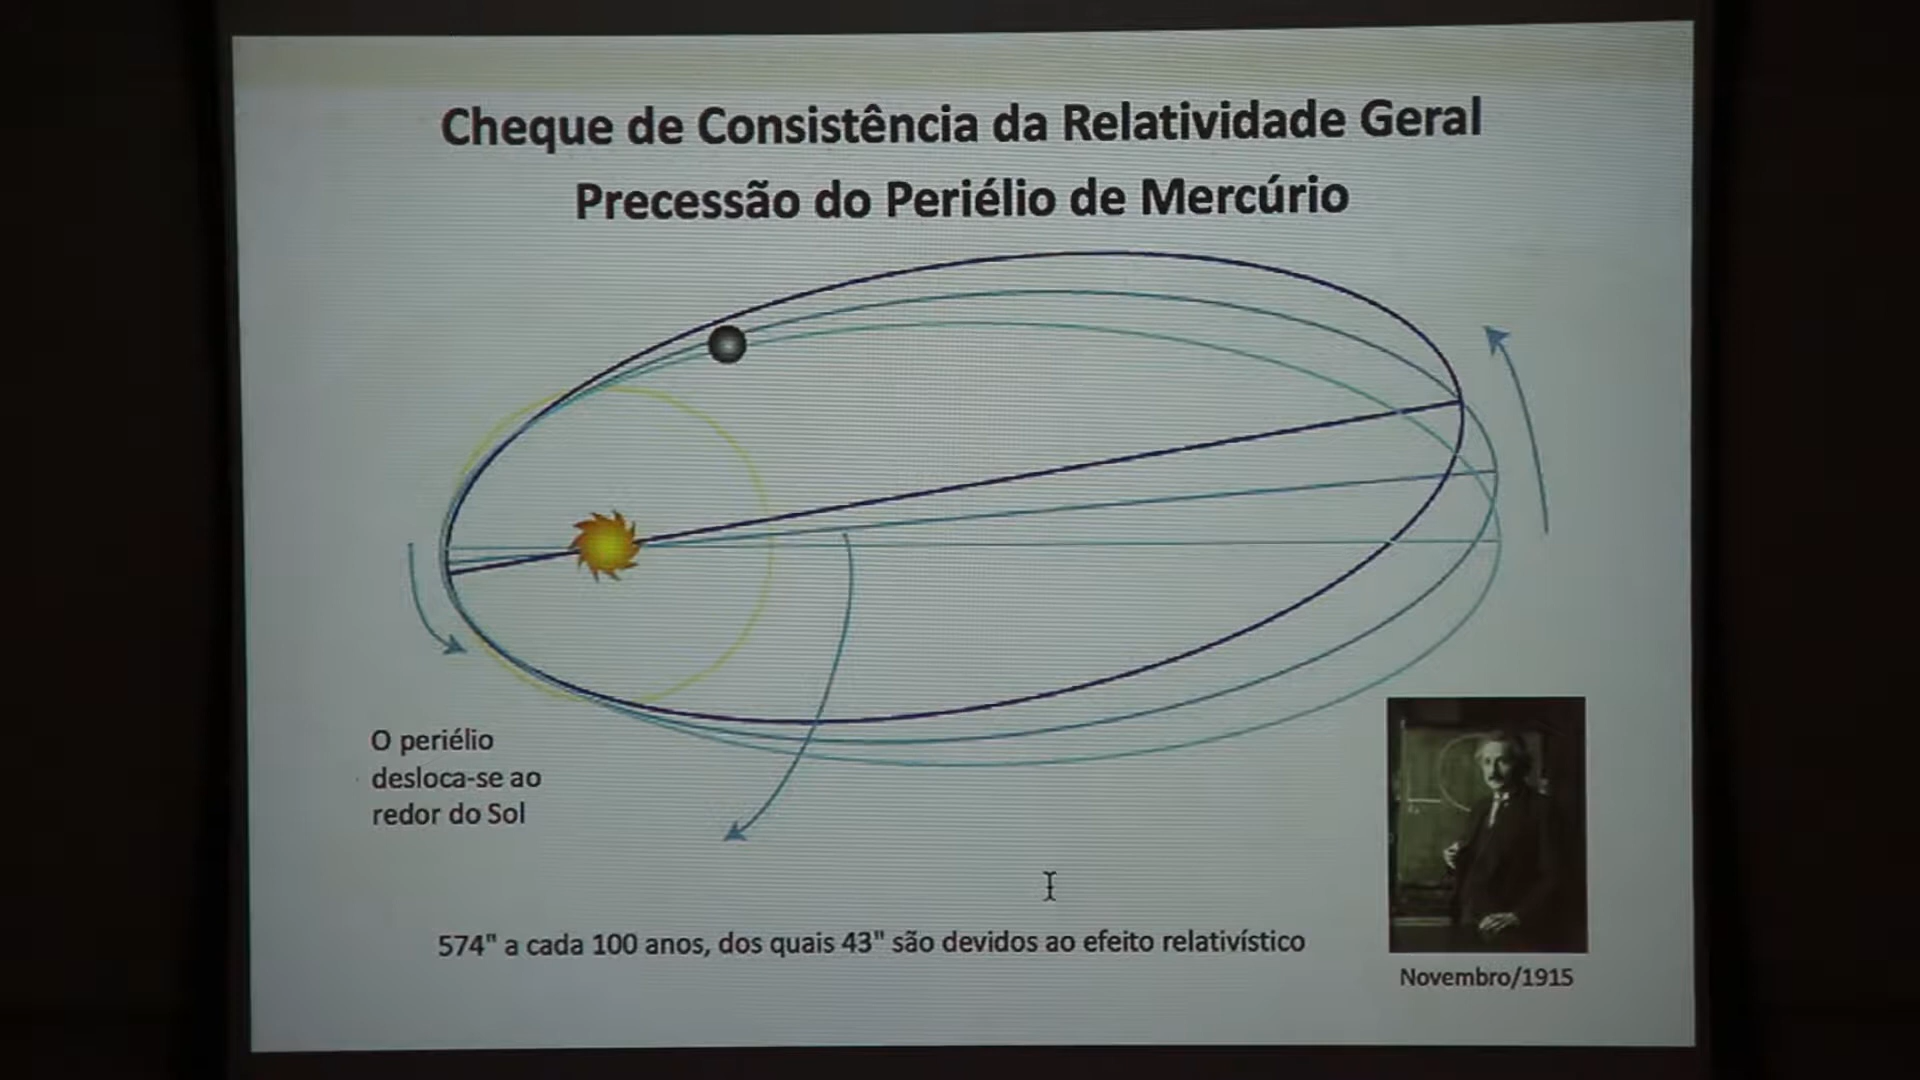 Cheque de Consistência da Relatividade Geral
Precessão do Periélio de Mercúrio
O periélio
desloca-se ao
redor do Sol
574" a cada 100 anos, dos quais 43" são devidos ao efeito relativístico
Novembro/1915